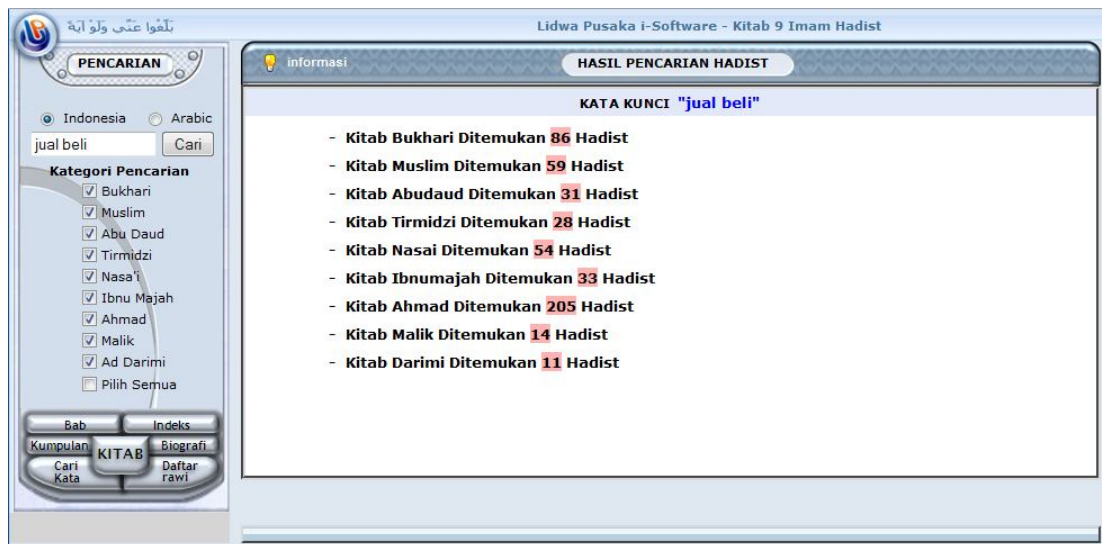 بَلِّغُوا عَنِّى وَلَوْ آيَةً
Lidwa Pusaka i-Software - Kitab 9 Imam Hadist
PENCARIAN
Indonesia Arabic
jual beli Cari
Kategori Pencarian
Bukhari
Muslim
Abu Daud
Tirmidzi
Nasa'i
Ibnu Majah
Ahmad
Malik
Ad Darimi
Pilih Semua
Bab Indeks
Kumpulan KITAB Biografi
Cari Kata Daftar rawi
informasi HASIL PENCARIAN HADIST
KATA KUNCI "jual beli"
- Kitab Bukhari Ditemukan 86 Hadist
- Kitab Muslim Ditemukan 59 Hadist
- Kitab Abudaud Ditemukan 31 Hadist
- Kitab Tirmidzi Ditemukan 28 Hadist
- Kitab Nasai Ditemukan 54 Hadist
- Kitab Ibnumajah Ditemukan 33 Hadist
- Kitab Ahmad Ditemukan 205 Hadist
- Kitab Malik Ditemukan 14 Hadist
- Kitab Darimi Ditemukan 11 Hadist